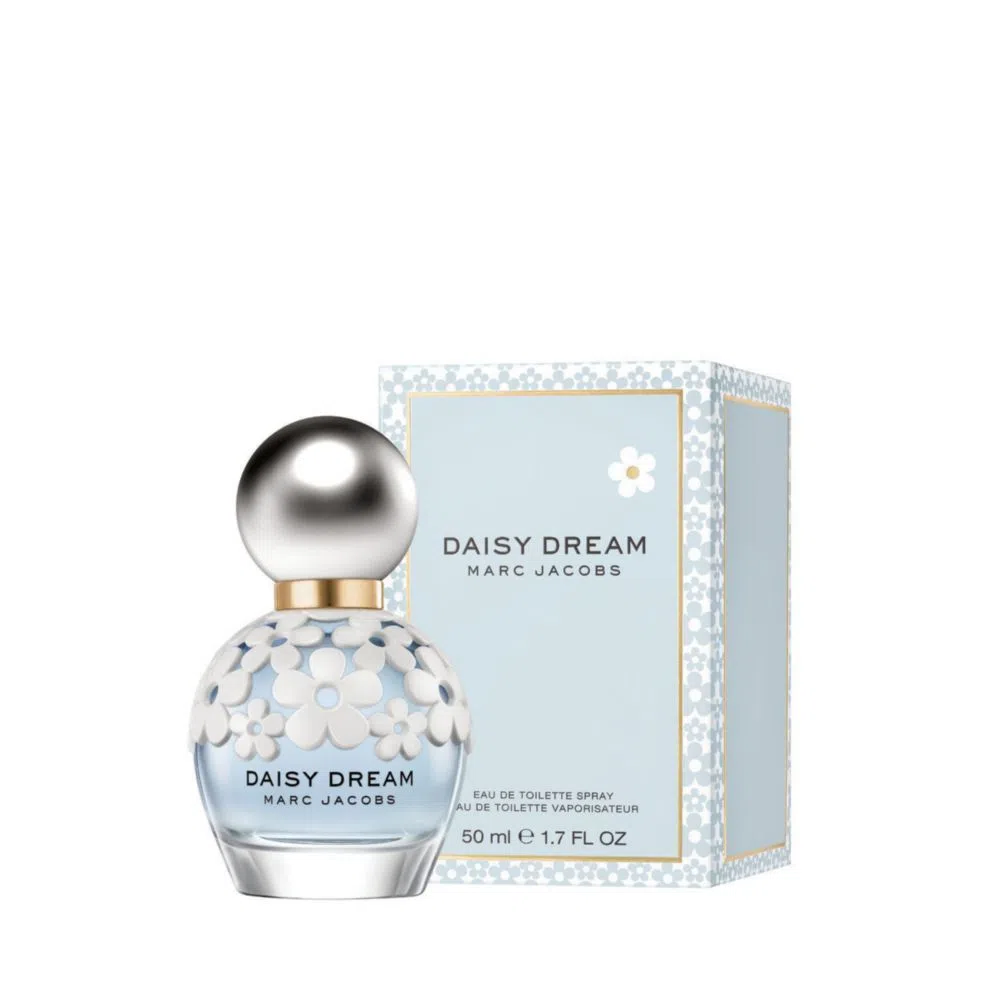 DAISY DREAM
MARC JACOBS
EAU DE TOILETTE SPRAY
AU DE TOILETTE VAPORISATEUR
50 ml ℮ 1.7 FL OZ
DAISY DREAM
MARC JACOBS